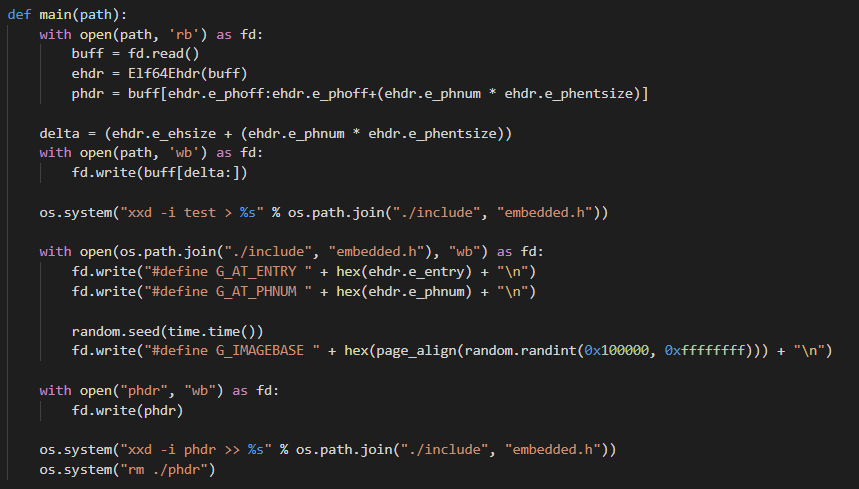 def main(path):
    with open(path, 'rb') as fd:
        buff = fd.read()
        ehdr = Elf64Ehdr(buff)
        phdr = buff[ehdr.e_phoff:ehdr.e_phoff+(ehdr.e_phnum * ehdr.e_phentsize)]
    delta = (ehdr.e_ehsize + (ehdr.e_phnum * ehdr.e_phentsize))
    with open(path, 'wb') as fd:
        fd.write(buff[delta:])
    os.system("xxd -i test > %s" % os.path.join("./include", "embedded.h"))
    with open(os.path.join("./include", "embedded.h"), "wb") as fd:
        fd.write("#define G_AT_ENTRY " + hex(ehdr.e_entry) + "\n")
        fd.write("#define G_AT_PHNUM " + hex(ehdr.e_phnum) + "\n")
        random.seed(time.time())
        fd.write("#define G_IMAGEBASE " + hex(page_align(random.randint(0x100000, 0xffffffff))) + "\n")
    with open("phdr", "wb") as fd:
        fd.write(phdr)
    os.system("xxd -i phdr >> %s" % os.path.join("./include", "embedded.h"))
    os.system("rm ./phdr")